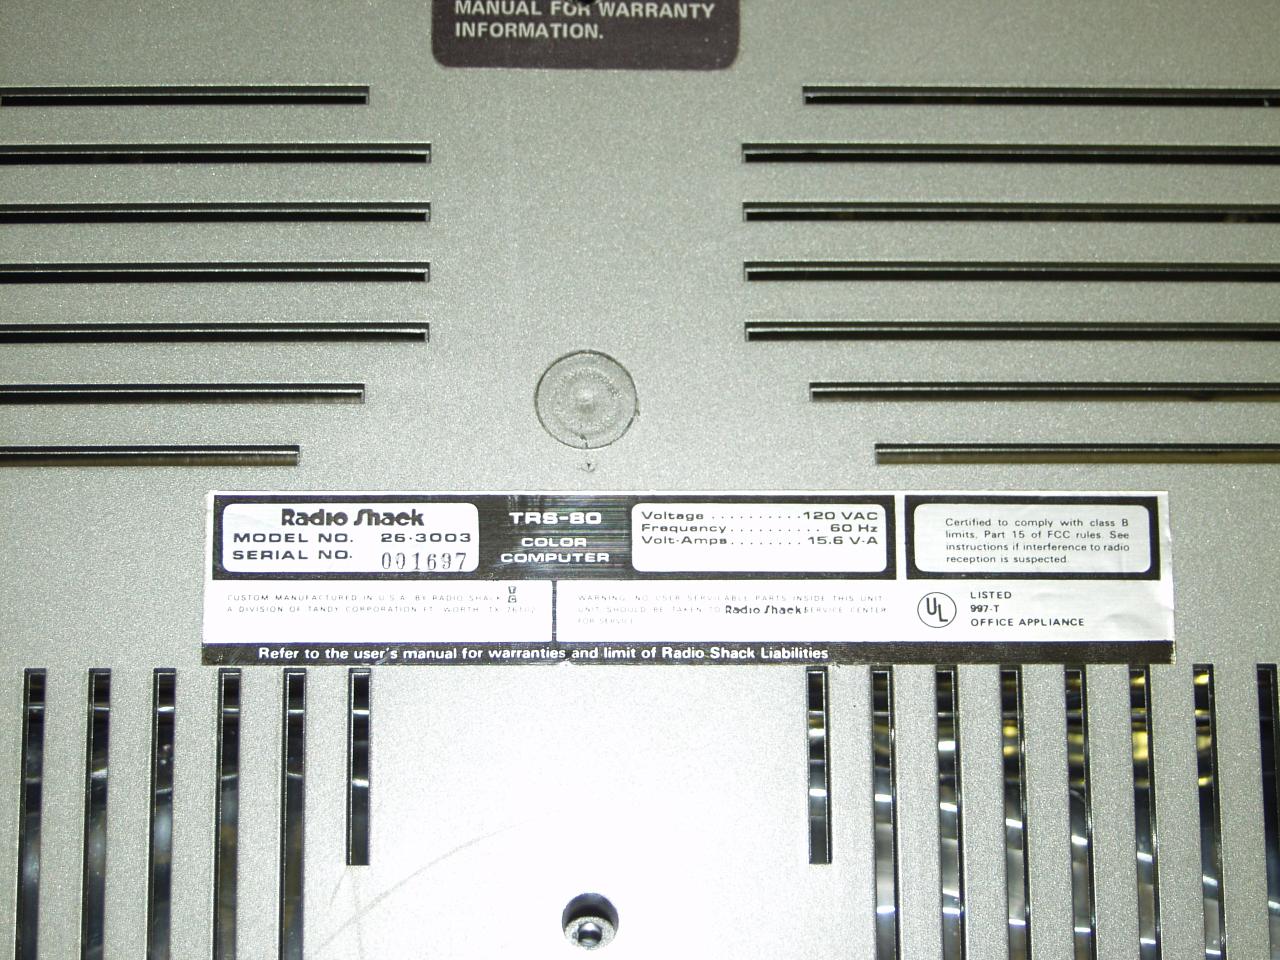 MANUAL FOR WARRANTY
INFORMATION.
Radio Shack
MODEL NO. 26-3003
SERIAL NO. 001697
TRS-80
COLOR
COMPUTER
Voltage ..........120 VAC
Frequency.......... 60 Hz
Volt-Amps........ 15.6 V-A
Certified to comply with class B
limits, Part 15 of FCC rules. See
instructions if interference to radio
reception is suspected.
CUSTOM MANUFACTURED IN U.S.A. BY RADIO SHACK
A DIVISION OF TANDY CORPORATION FT. WORTH TX 76102
WARNING: NO USER SERVICABLE PARTS INSIDE THIS UNIT
UNIT SHOULD BE TAKEN TO Radio Shack SERVICE CENTER
FOR SERVICE
UL
LISTED
997-T
OFFICE APPLIANCE
Refer to the user's manual for warranties and limit of Radio Shack Liabilities